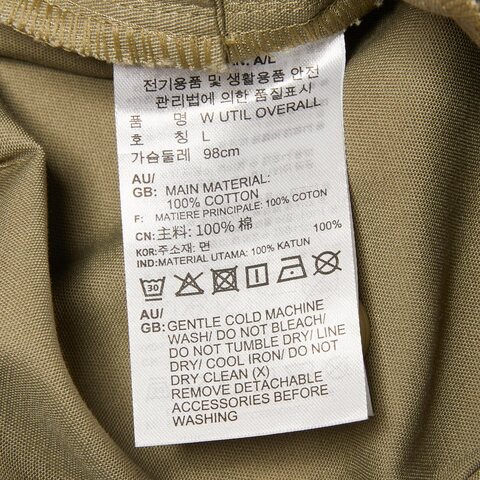 CN: A/L
전기용품 및 생활용품 안전
관리법에 의한 품질표시
품 명 W UTIL OVERALL
호 칭 L
가슴둘레 98cm
AU/
GB: MAIN MATERIAL:
100% COTTON
F: MATIERE PRINCIPALE: 100% COTON
CN: 主料: 100% 棉
KOR: 주소재: 면 100%
IND: MATERIAL UTAMA: 100% KATUN
30
AU/
GB: GENTLE COLD MACHINE
WASH/ DO NOT BLEACH/
DO NOT TUMBLE DRY/ LINE
DRY/ COOL IRON/ DO NOT
DRY CLEAN (X)
REMOVE DETACHABLE
ACCESSORIES BEFORE
WASHING